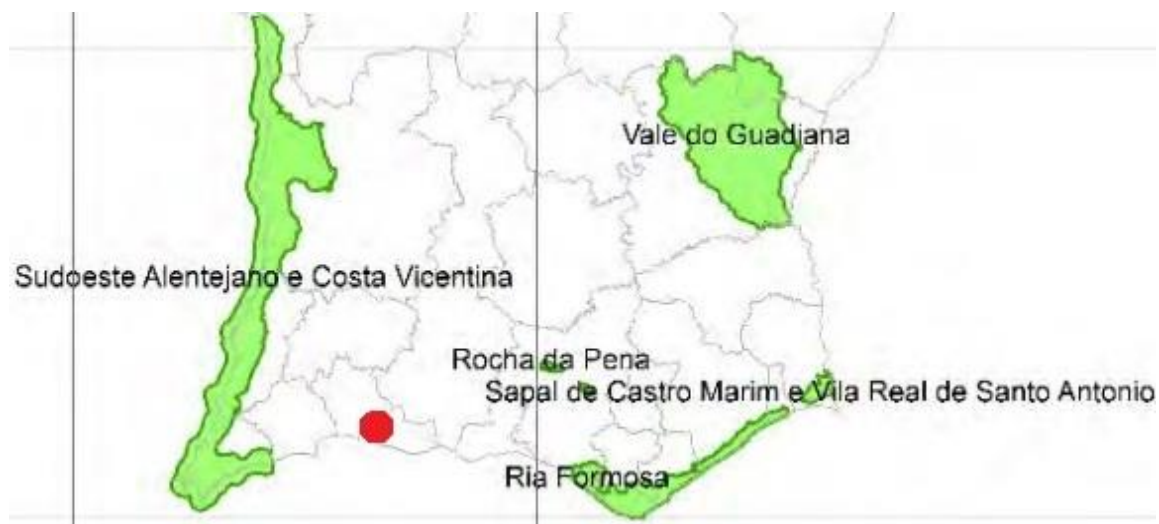 Vale do Guadiana
Sudoeste Alentejano e Costa Vicentina
Rocha da Pena
Sapal de Castro Marim e Vila Real de Santo Antonio
Ria Formosa